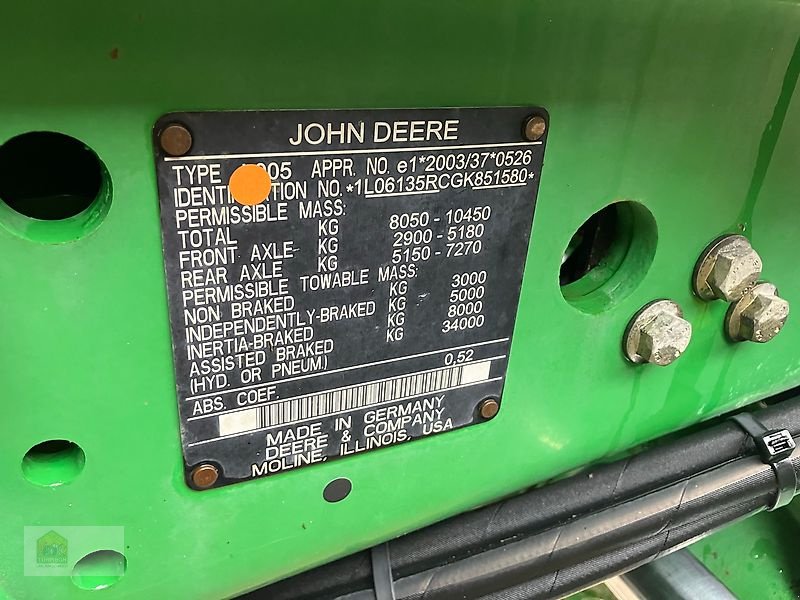 JOHN DEERE
TYPE 005 APPR. NO. e1*2003/37*0526
IDENTIFICATION NO. *1L06135RCGK851580*
PERMISSIBLE MASS:
TOTAL KG 8050 - 10450
FRONT AXLE KG 2900 - 5180
REAR AXLE KG 5150 - 7270
PERMISSIBLE TOWABLE MASS:
NON BRAKED KG 3000
INDEPENDENTLY-BRAKED KG 5000
INERTIA-BRAKED KG 8000
ASSISTED BRAKED KG 34000
(HYD. OR PNEUM.)
ABS. COEF. 0,52
MADE IN GERMANY
DEERE & COMPANY
MOLINE, ILLINOIS, USA